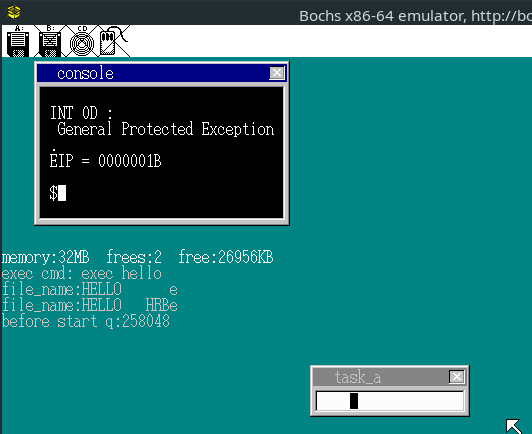 Bochs x86-64 emulator, http://bo
A: B: CD
console
INT 0D :
General Protected Exception
.
EIP = 0000001B
$
memory:32MB frees:2 free:26956KB
exec cmd: exec hello
file_name:HELLO e
file_name:HELLO HRBe
before start q:258048
task_a